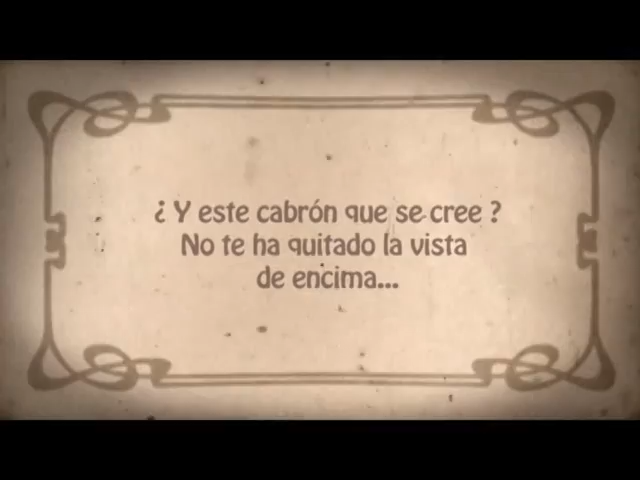 ¿ Y este cabrón que se cree ?
No te ha quitado la vista
de encima...